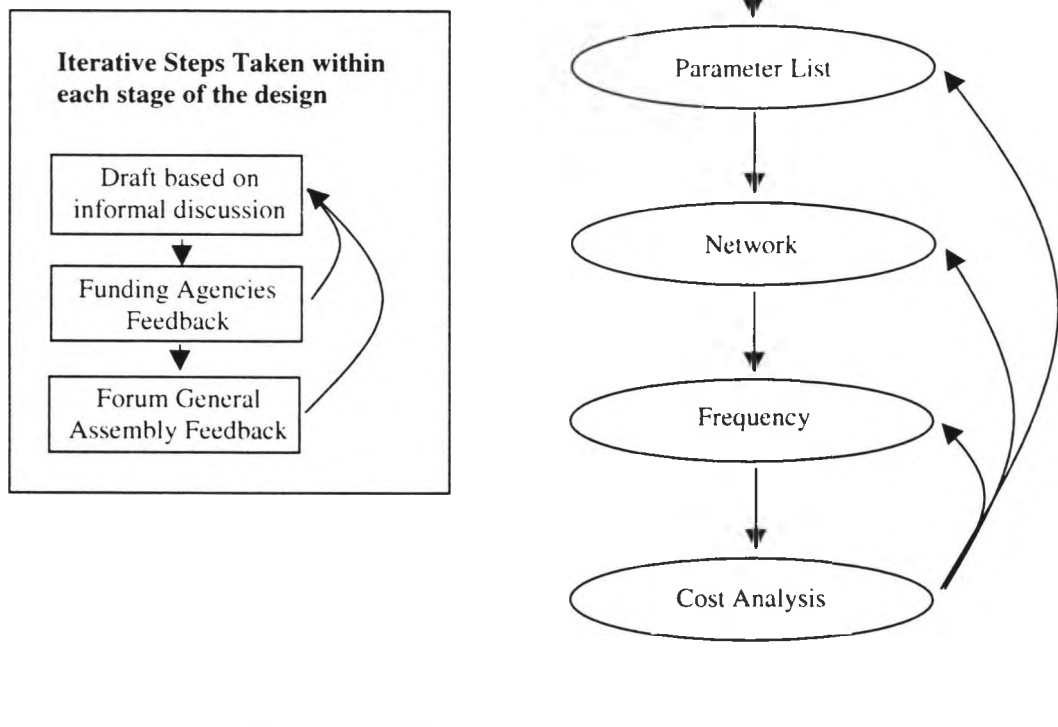 Iterative Steps Taken within
each stage of the design
Draft based on
informal discussion
Funding Agencies
Feedback
Forum General
Assembly Feedback
Parameter List
Network
Frequency
Cost Analysis